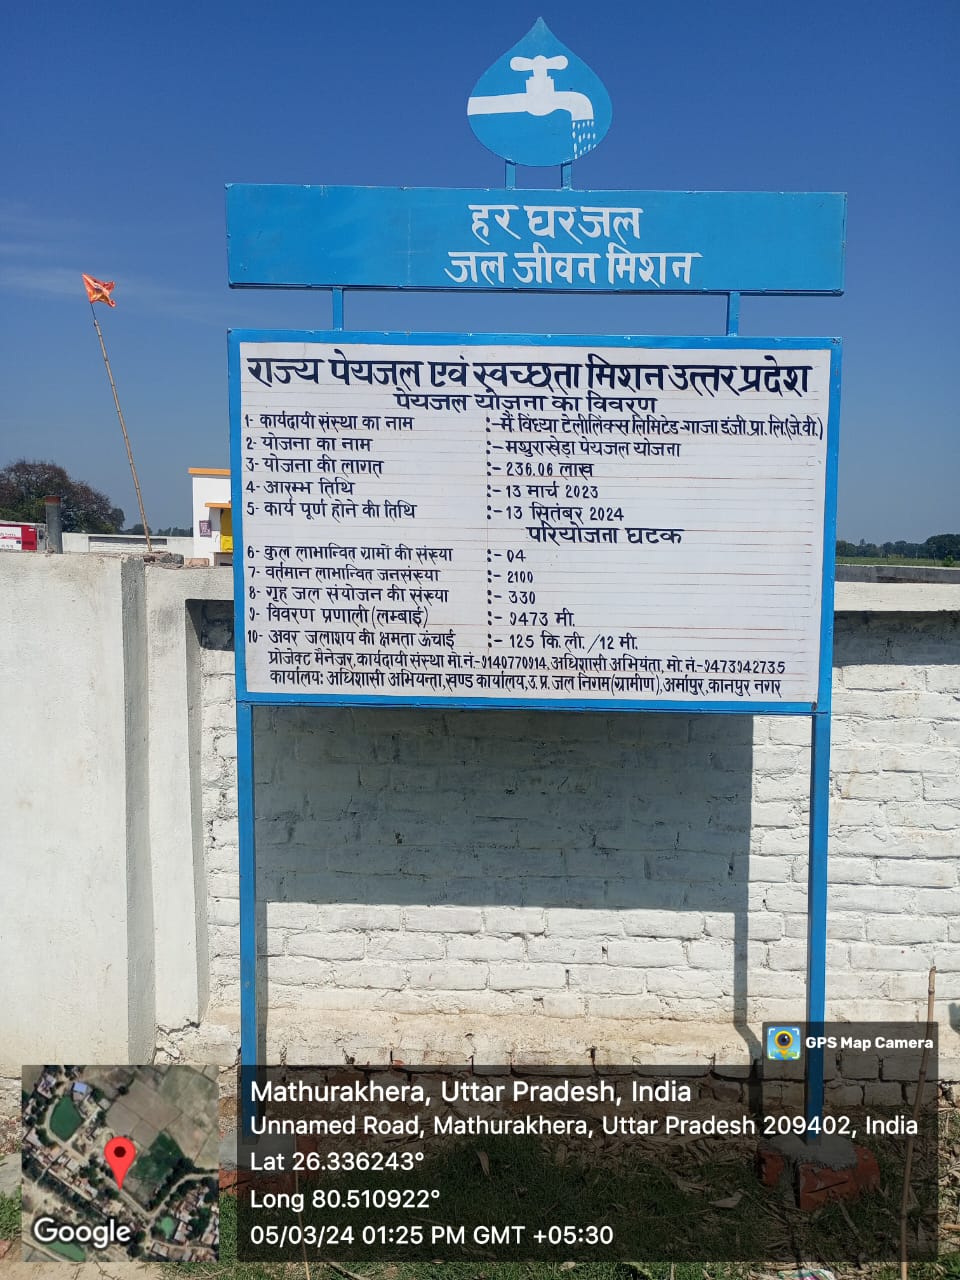 हर घर जल
जल जीवन मिशन
राज्य पेयजल एवं स्वच्छता मिशन उत्तर प्रदेश
पेयजल योजना का विवरण
1- कार्यदायी संस्था का नाम :- मैं विंध्या टेलीलिंक्स लिमिटेड-गाजा इंजी.प्रा.लि(जे.वी.)
2- योजना का नाम :- मथुराखेड़ा पेयजल योजना
3- योजना की लागत :- 236.06 लाख
4- आरम्भ तिथि :- 13 मार्च 2023
5- कार्य पूर्ण होने की तिथि :- 13 सितंबर 2024
परियोजना घटक
6- कुल लाभान्वित ग्रामों की संख्या :- 04
7- वर्तमान लाभान्वित जनसंख्या :- 2100
8- गृह जल संयोजन की संख्या :- 330
9- विवरण प्रणाली (लम्बाई) :- 9473 मी.
10- अवर जलाशय की क्षमता ऊंचाई :- 125 कि.ली./12 मी.
प्रोजेक्ट मैनेजर, कार्यदायी संस्था मो.नं.-9140770914, अधिशासी अभियंता, मो.नं.-9473942735
कार्यालय: अधिशासी अभियन्ता, खण्ड कार्यालय, उ.प्र. जल निगम (ग्रामीण), अर्मापुर, कानपुर नगर
GPS Map Camera
Mathurakhera, Uttar Pradesh, India
Unnamed Road, Mathurakhera, Uttar Pradesh 209402, India
Lat 26.336243°
Long 80.510922°
05/03/24 01:25 PM GMT +05:30
Google